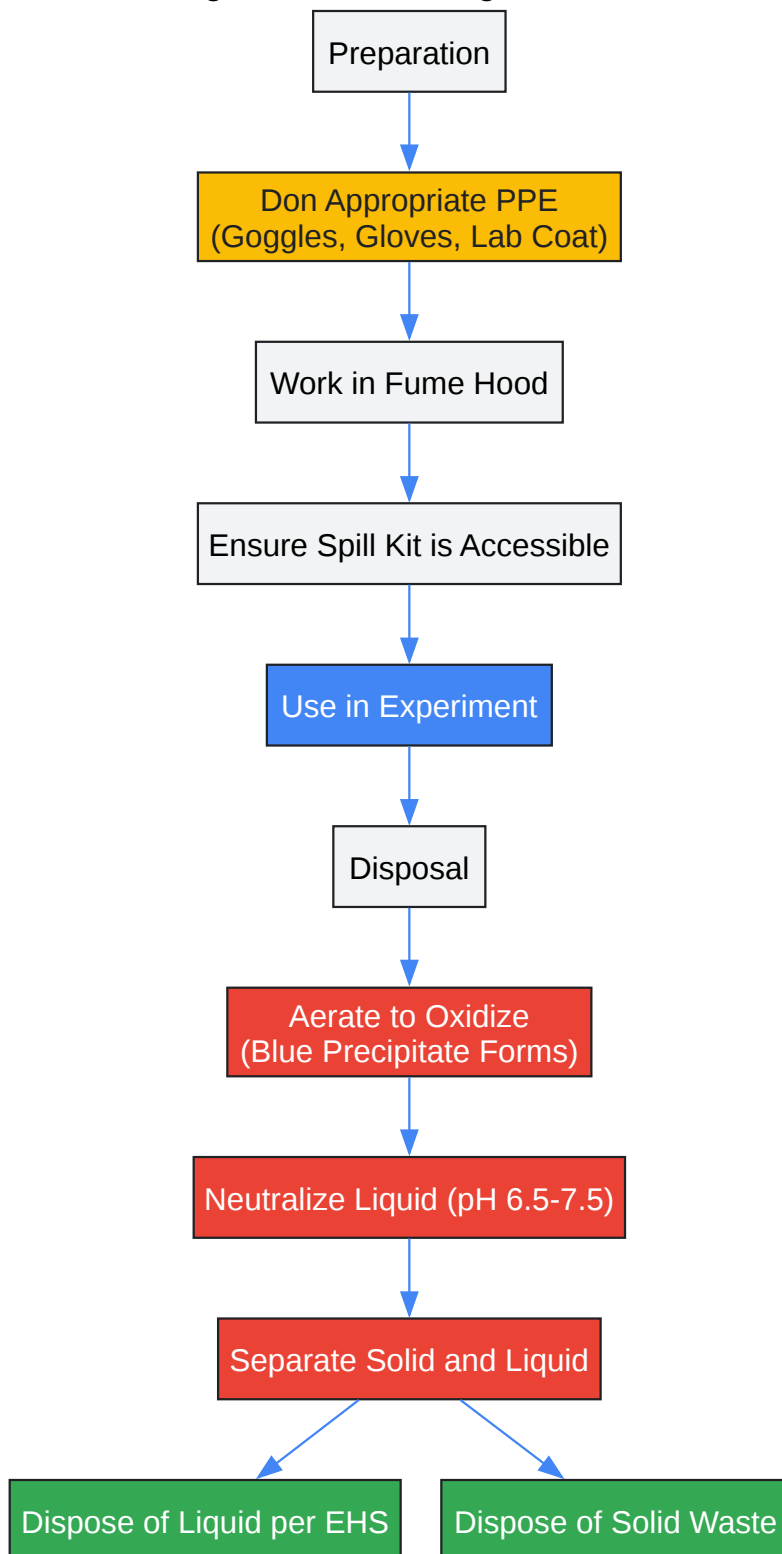 Preparation
Don Appropriate PPE
(Goggles, Gloves, Lab Coat)
Work in Fume Hood
Ensure Spill Kit is Accessible
Use in Experiment
Disposal
Aerate to Oxidize
(Blue Precipitate Forms)
Neutralize Liquid (pH 6.5-7.5)
Separate Solid and Liquid
Dispose of Liquid per EHS
Dispose of Solid Waste